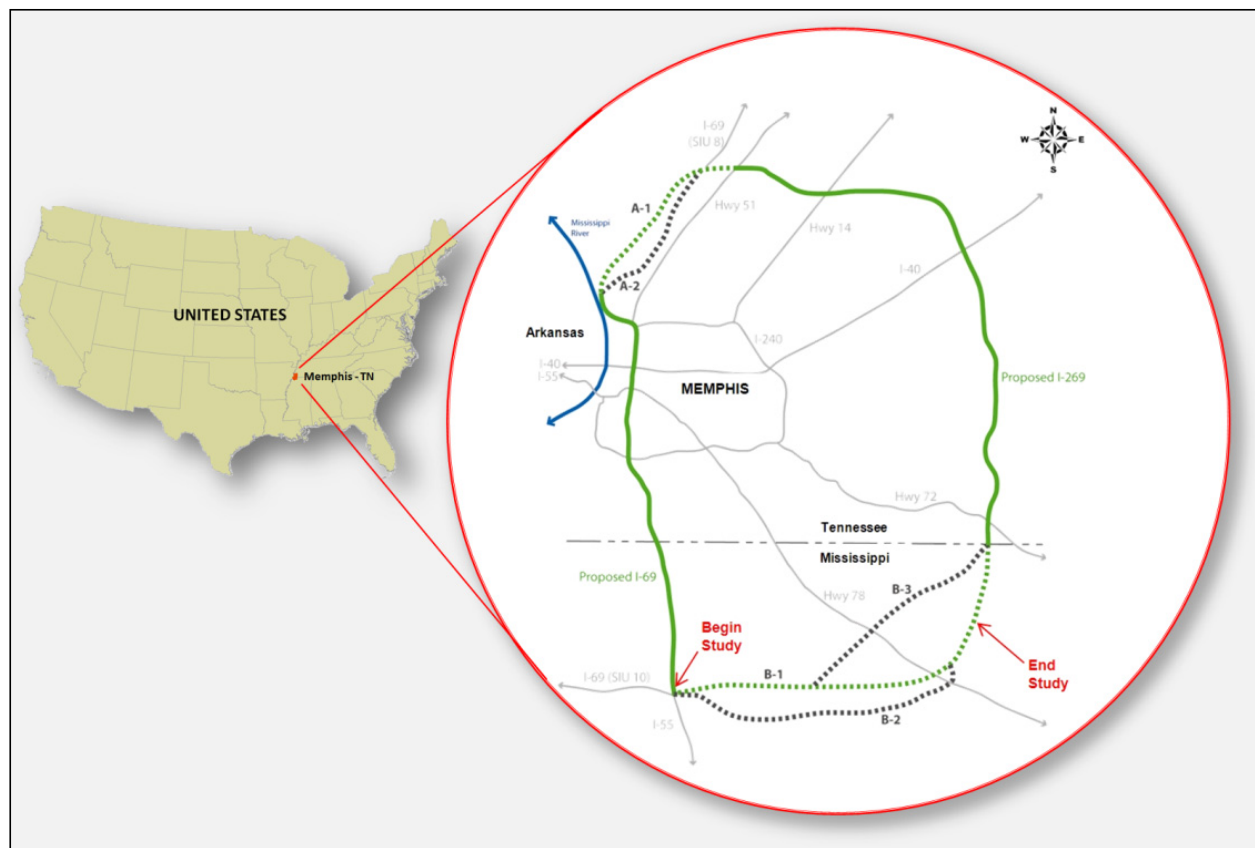 UNITED STATES
Memphis - TN
N
W
E
S
I-69
(SIU 8)
Hwy 51
Hwy 14
A-1
A-2
Mississippi
River
I-40
Arkansas
I-240
I-40
I-55
MEMPHIS
Proposed I-269
Hwy 72
Tennessee
Mississippi
Proposed I-69
B-3
Hwy 78
Begin
Study
End
Study
I-69 (SIU 10)
B-1
B-2
I-55